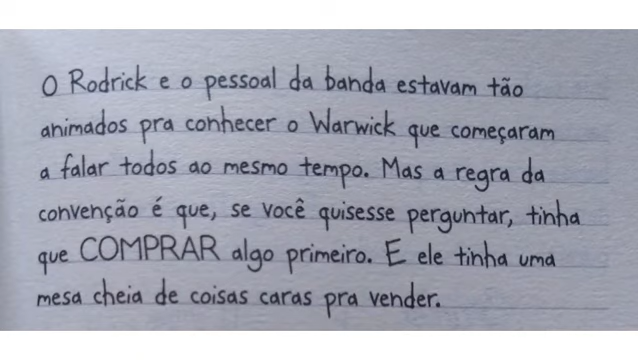 O Rodrick e o pessoal da banda estavam tão
animados pra conhecer o Warwick que começaram
a falar todos ao mesmo tempo. Mas a regra da
convenção é que, se você quisesse perguntar, tinha
que COMPRAR algo primeiro. E ele tinha uma
mesa cheia de coisas caras pra vender.